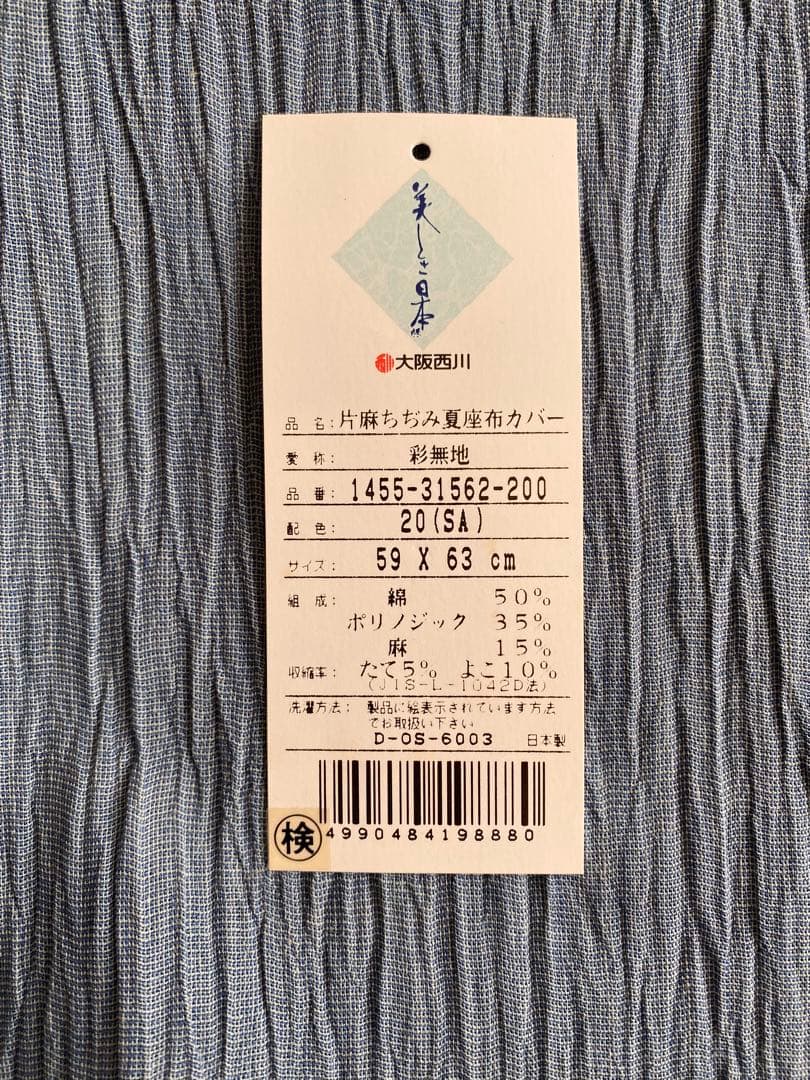 美しき日本
大阪西川
品名：片麻ちぢみ夏座布カバー
愛称：彩無地
品番：1455-31562-200
配色：20(SA)
サイズ：59 X 63 cm
組成：綿 50%
ポリノジック 35%
麻 15%
収縮率：たて5% よこ10%
(JIS-L-1042D法)
洗濯方法：製品に絵表示されています方法
でお取扱い下さい
D-OS-6003 日本製
検
4990484198880